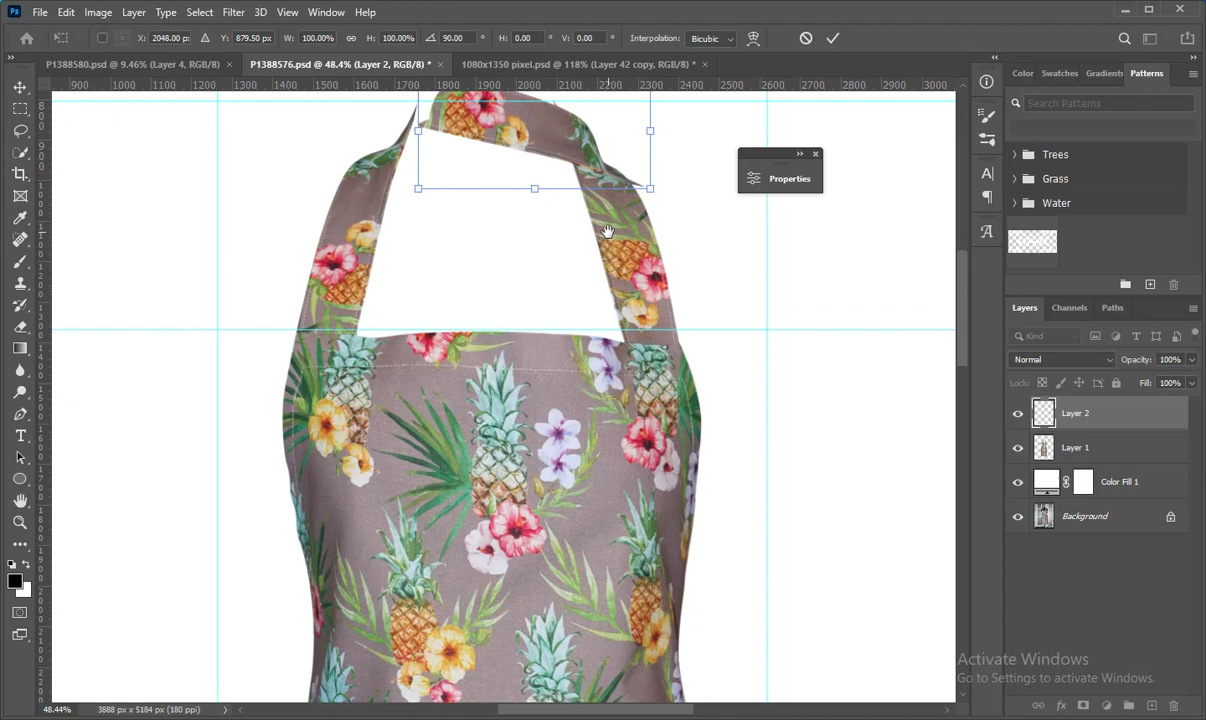 Ps File Edit Image Layer Type Select Filter 3D View Window Help
X: 2048.00 px Y: 879.50 px W: 100.00% H: 100.00% 90.00 ° H: 0.00 ° V: 0.00 ° Interpolation: Bicubic
P1388580.psd @ 9.46% (Layer 4, RGB/8) * × P1388576.psd @ 48.4% (Layer 2, RGB/8) * × 1080x1350 pixel.psd @ 118% (Layer 42 copy, RGB/8) * ×
900 1000 1100 1200 1300 1400 1500 1600 1700 1800 1900 2000 2100 2200 2300 2400 2500 2600 2700 2800 2900 3000
Color Swatches Gradients Patterns
Search Patterns
Properties
Trees
Grass
Water
Layers Channels Paths
Kind
Normal Opacity: 100%
Lock: Fill: 100%
Layer 2
Layer 1
Color Fill 1
Background
Activate Windows
Go to Settings to activate Windows.
48.44% 3888 px x 5184 px (180 ppi)